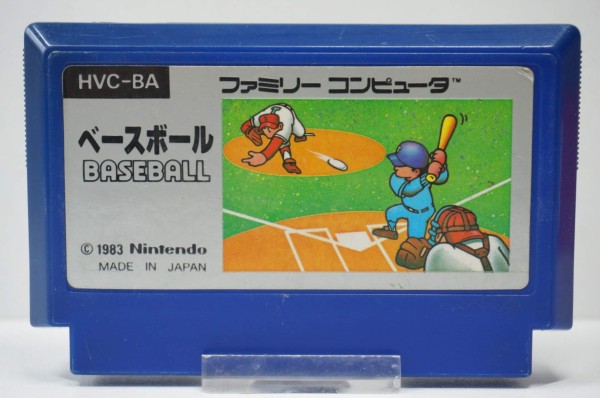 HVC-BA
ファミリー コンピュータ™
ベースボール
BASEBALL
© 1983 Nintendo
MADE IN JAPAN